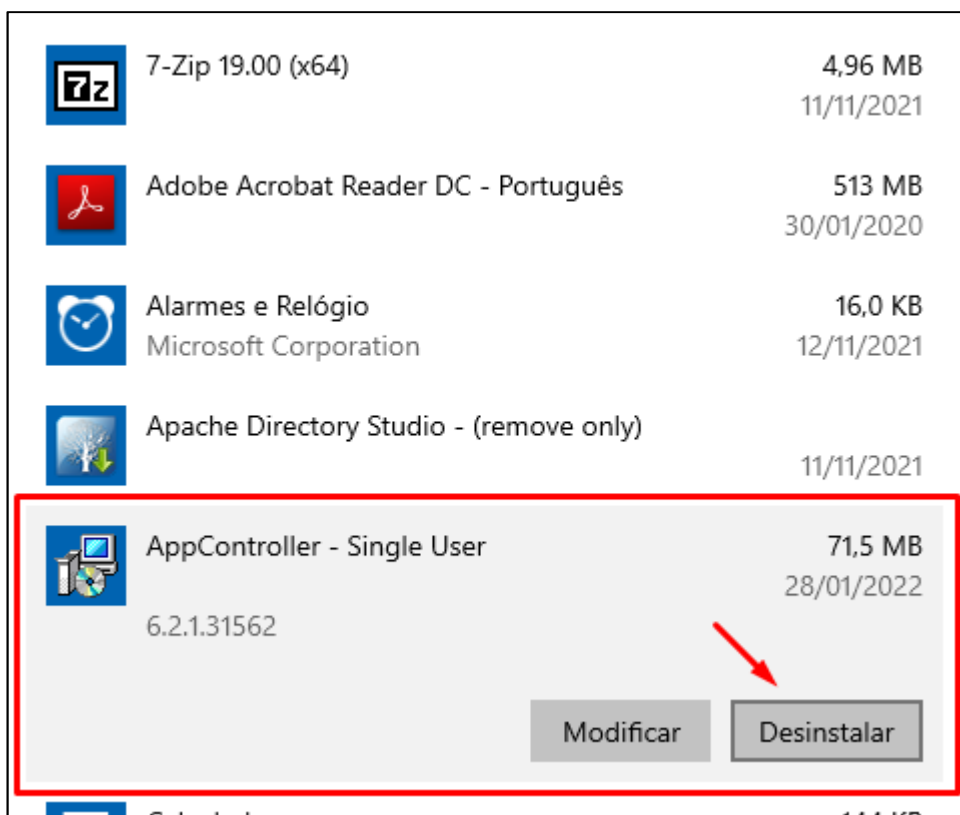 7-Zip 19.00 (x64) 4,96 MB
11/11/2021
Adobe Acrobat Reader DC - Português 513 MB
30/01/2020
Alarmes e Relógio 16,0 KB
Microsoft Corporation 12/11/2021
Apache Directory Studio - (remove only)
11/11/2021
AppController - Single User 71,5 MB
28/01/2022
6.2.1.31562
Modificar Desinstalar